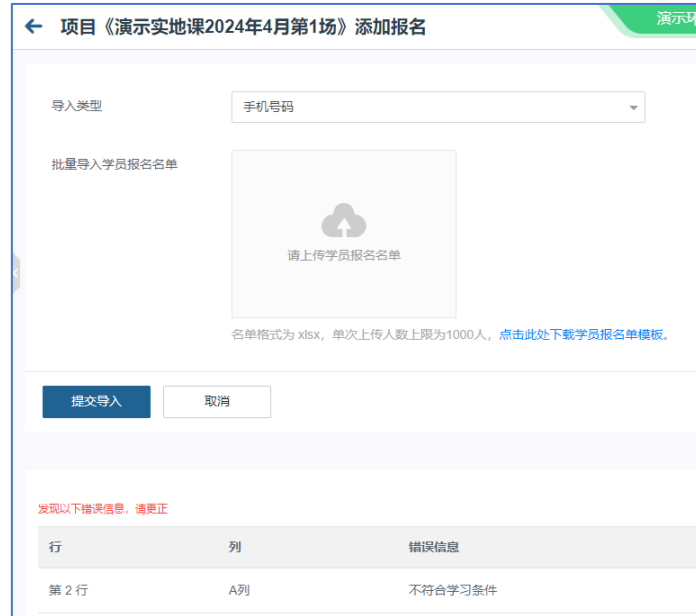 项目《演示实地课2024年4月第1场》添加报名
演示环
导入类型
手机号码
批量导入学员报名名单
请上传学员报名名单
名单格式为 xlsx，单次上传人数上限为1000人，点击此处下载学员报名单模板。
提交导入 取消
发现以下错误信息，请更正
行 列 错误信息
第 2 行 A列 不符合学习条件